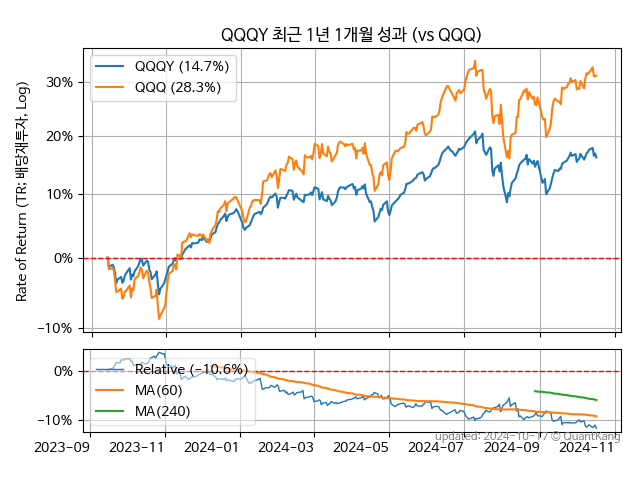 QQQY 최근 1년 1개월 성과 (vs QQQ)
Rate of Return (TR: 배당재투자, Log)
30%
20%
10%
0%
−10%
QQQY (14.7%)
QQQ (28.3%)
0%
−10%
Relative (−10.6%)
MA(60)
MA(240)
2023-09 2023-11 2024-01 2024-03 2024-05 2024-07 2024-09 2024-11
updated: 2024-10-17 © QuantKang